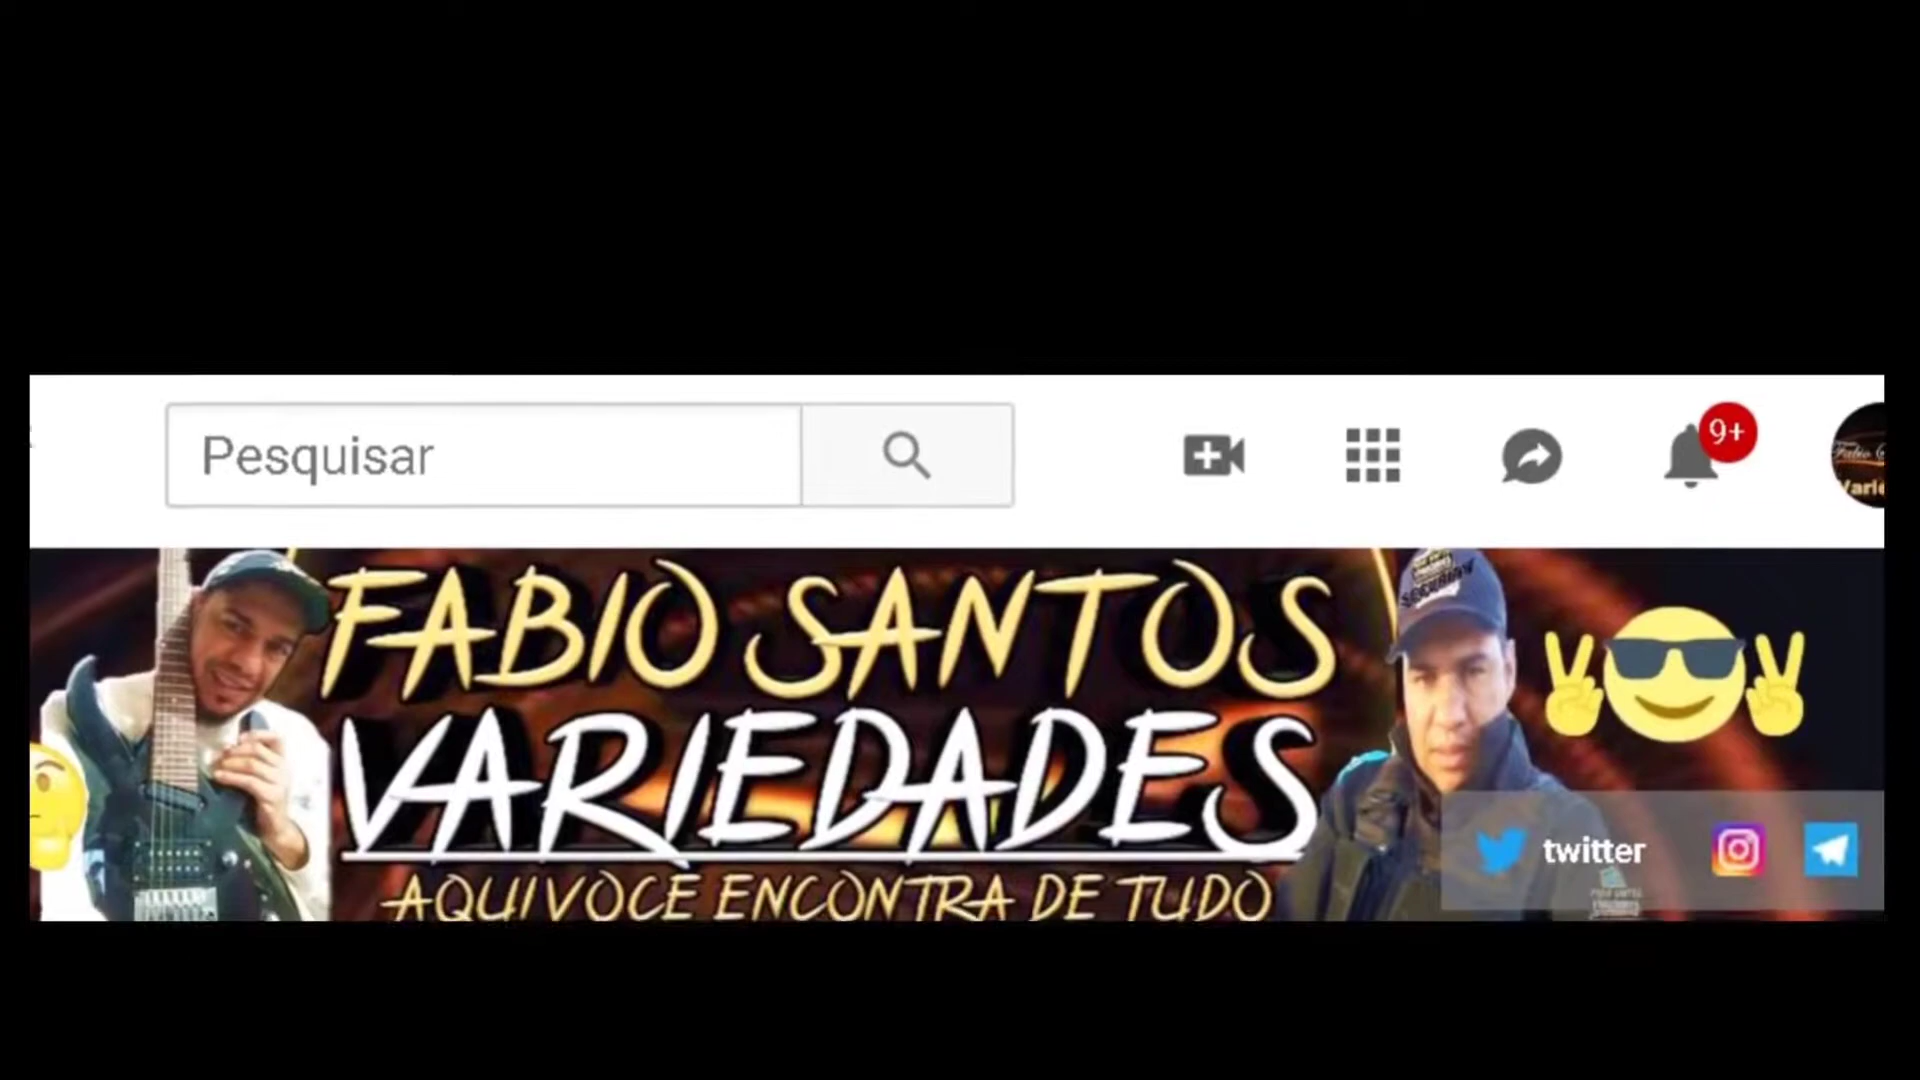 Pesquisar
9+
FABIO SANTOS
VARIEDADES
AQUI VOCE ENCONTRA DE TUDO
twitter